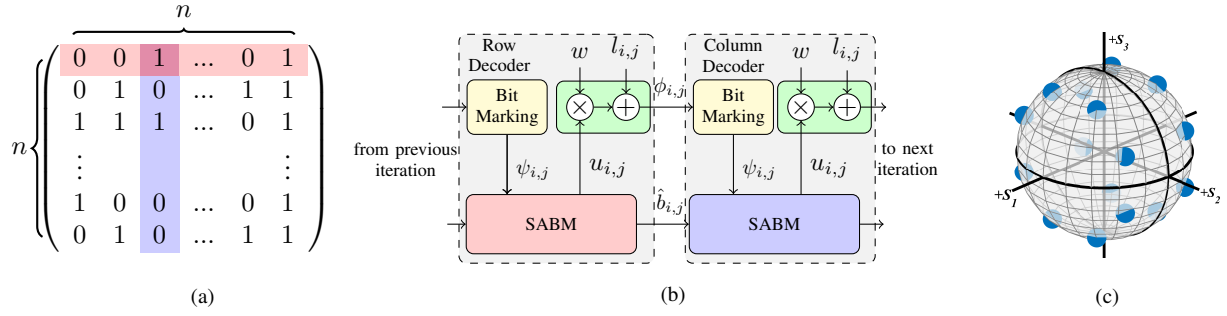 n
n
0 0 1 ... 0 1
0 1 0 ... 1 1
1 1 1 ... 0 1
⋮ ⋮
1 0 0 ... 0 1
0 1 0 ... 1 1
(a)
Row
Decoder
w
l_{i,j}
Bit
Marking
× +
ϕ_{i,j}
from previous
iteration
ψ_{i,j}
u_{i,j}
SABM
b̂_{i,j}
Column
Decoder
w
l_{i,j}
Bit
Marking
× +
to next
iteration
ψ_{i,j}
u_{i,j}
SABM
(b)
+S_3
+S_1
+S_2
(c)